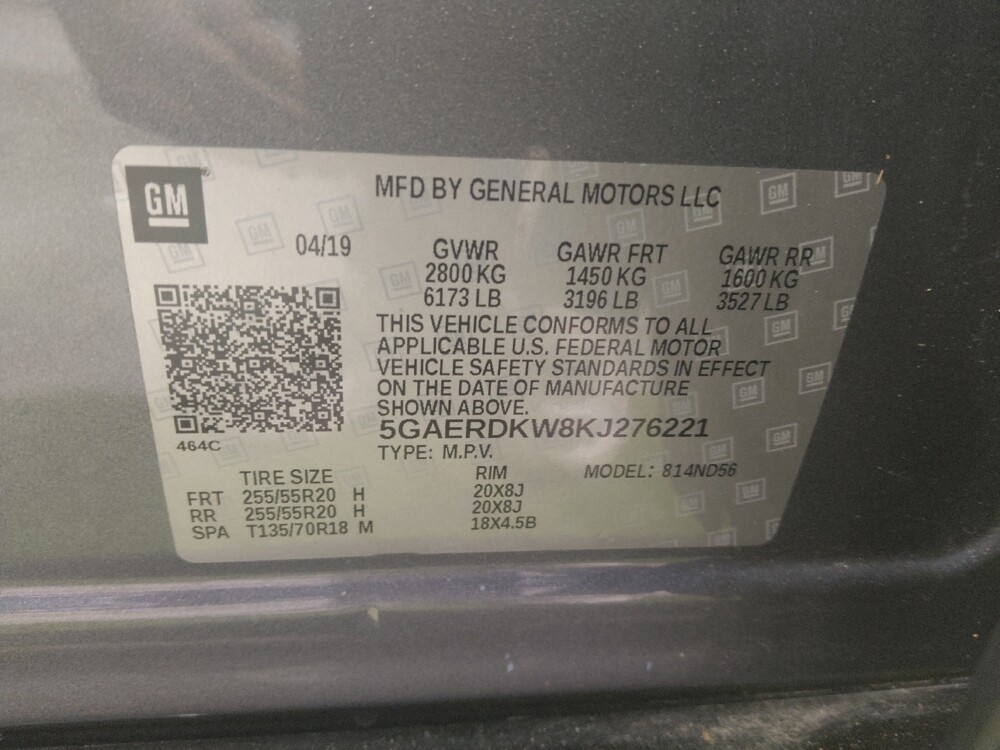 GM
MFD BY GENERAL MOTORS LLC
04/19
GVWR GAWR FRT GAWR RR
2800 KG 1450 KG 1600 KG
6173 LB 3196 LB 3527 LB
THIS VEHICLE CONFORMS TO ALL
APPLICABLE U.S. FEDERAL MOTOR
VEHICLE SAFETY STANDARDS IN EFFECT
ON THE DATE OF MANUFACTURE
SHOWN ABOVE.
5GAERDKW8KJ276221
464C
TYPE: M.P.V.
TIRE SIZE RIM MODEL: 814ND56
FRT 255/55R20 H 20X8J
RR 255/55R20 H 20X8J
SPA T135/70R18 M 18X4.5B